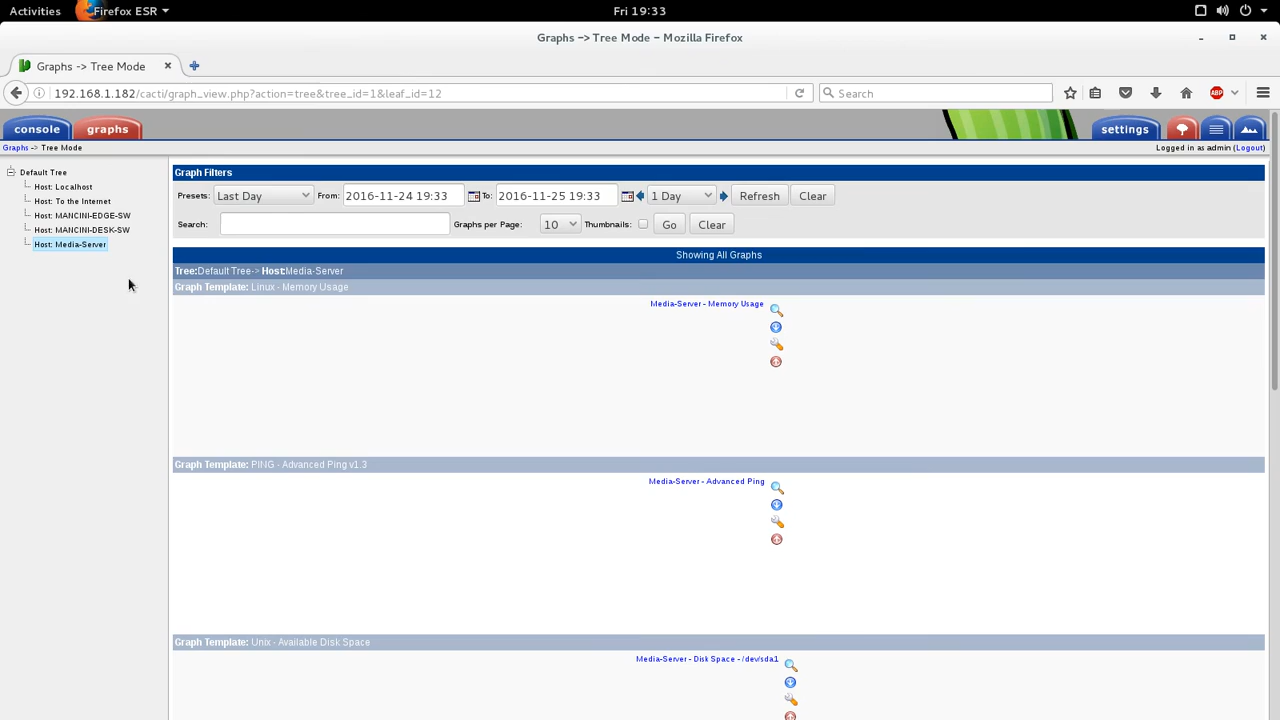 Activities Firefox ESR Fri 19:33
Graphs -> Tree Mode – Mozilla Firefox
Graphs -> Tree Mode
192.168.1.182/cacti/graph_view.php?action=tree&tree_id=1&leaf_id=12 Search ABP
console graphs settings
Graphs -> Tree Mode Logged in as admin (Logout)
Default Tree
Host: Localhost
Host: To the Internet
Host: MANCINI-EDGE-SW
Host: MANCINI-DESK-SW
Host: Media-Server
Graph Filters
Presets: Last Day From: 2016-11-24 19:33 To: 2016-11-25 19:33 1 Day Refresh Clear
Search: Graphs per Page: 10 Thumbnails: Go Clear
Showing All Graphs
Tree:Default Tree-> Host:Media-Server
Graph Template: Linux - Memory Usage
Media-Server - Memory Usage
Graph Template: PING - Advanced Ping v1.3
Media-Server - Advanced Ping
Graph Template: Unix - Available Disk Space
Media-Server - Disk Space - /dev/sda1